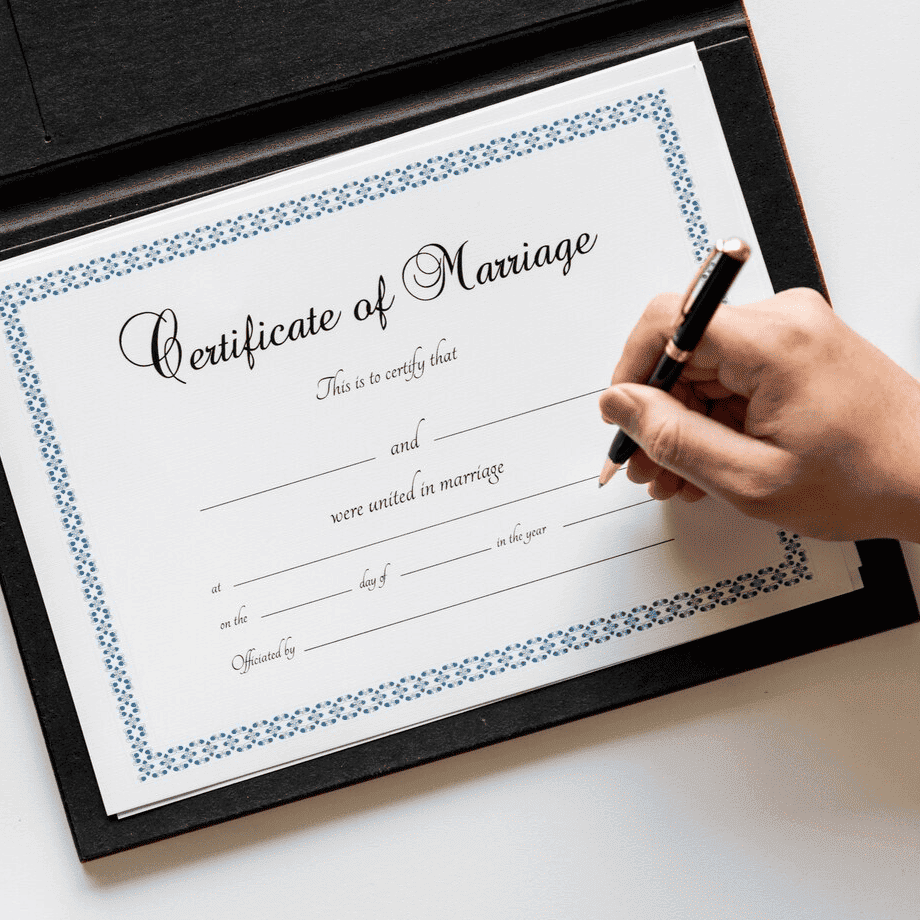 Certificate of Marriage
This is to certify that
and
were united in marriage
at
on the day of in the year
Officiated by